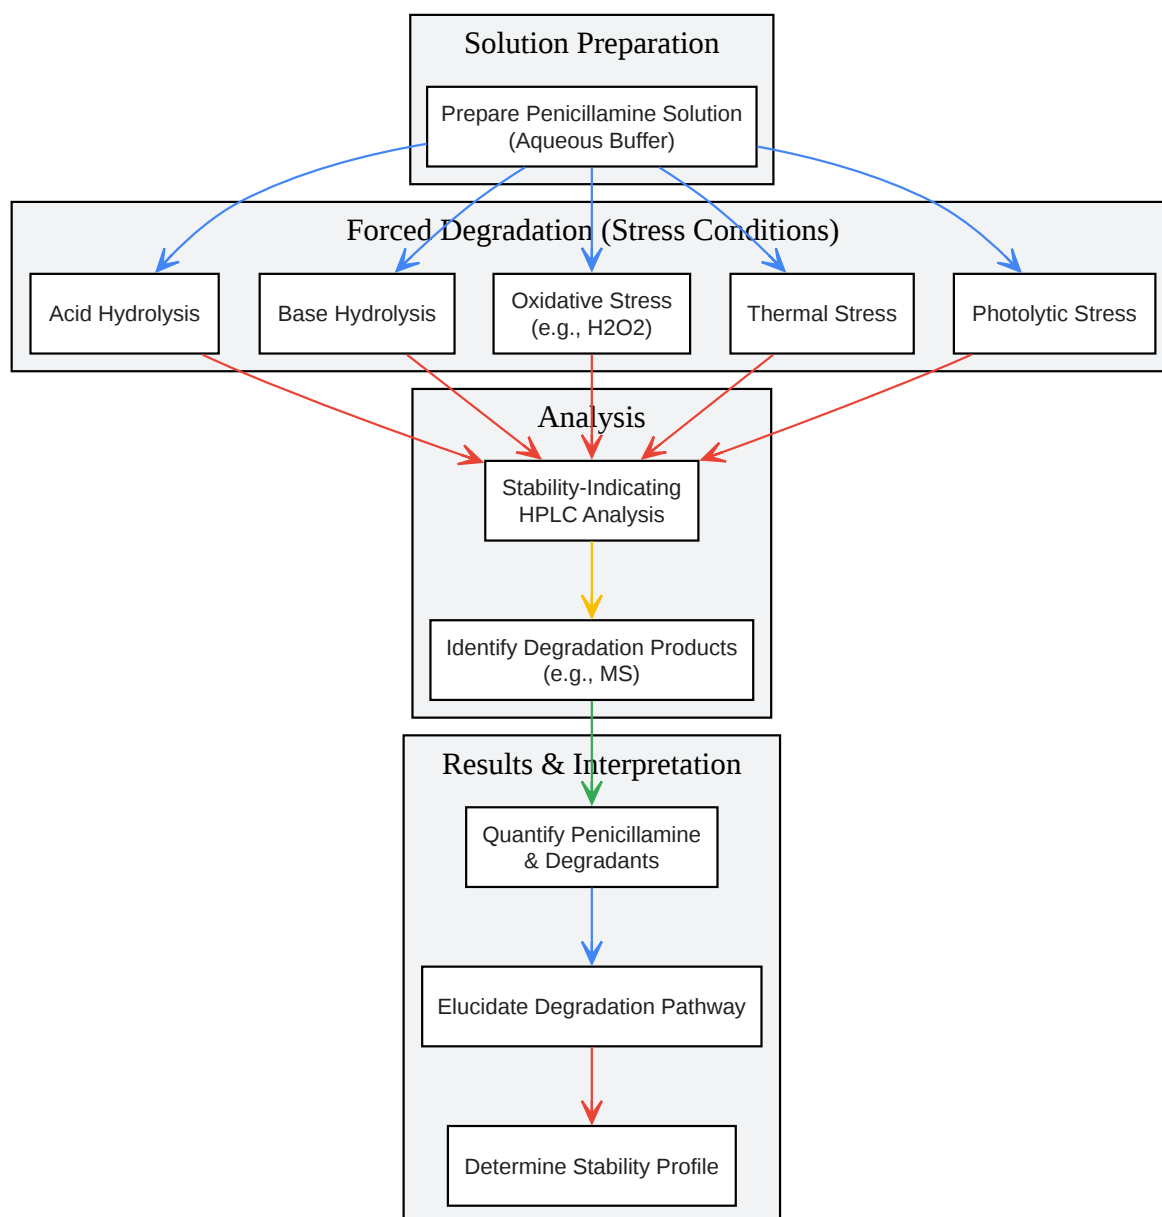 Solution Preparation
Prepare Penicillamine Solution
(Aqueous Buffer)
Forced Degradation (Stress Conditions)
Acid Hydrolysis
Base Hydrolysis
Oxidative Stress
(e.g., H2O2)
Thermal Stress
Photolytic Stress
Analysis
Stability-Indicating
HPLC Analysis
Identify Degradation Products
(e.g., MS)
Results & Interpretation
Quantify Penicillamine
& Degradants
Elucidate Degradation Pathway
Determine Stability Profile